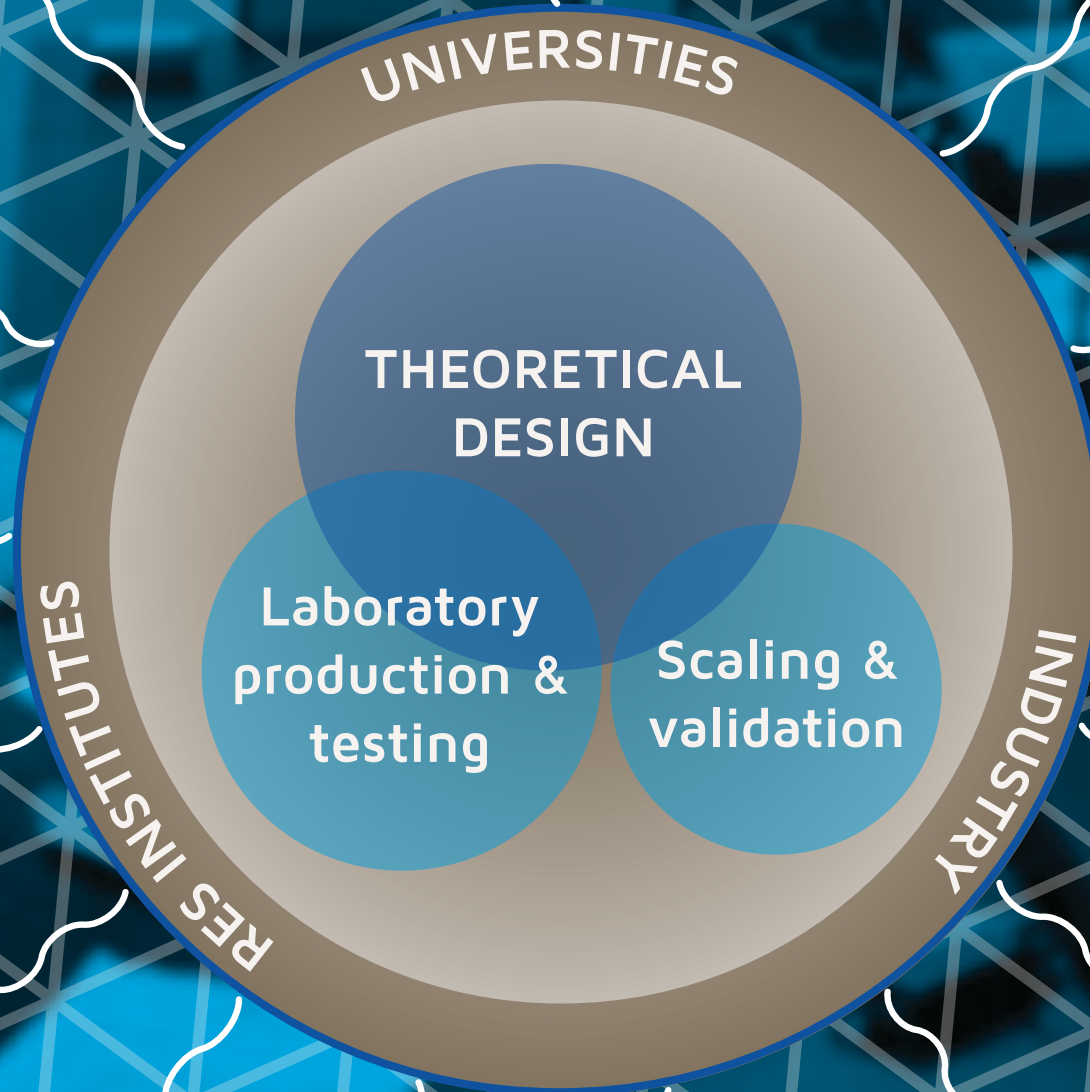 UNIVERSITIES
THEORETICAL
DESIGN
Laboratory
production &
testing
Scaling &
validation
RES INSTITUTES
INDUSTRY